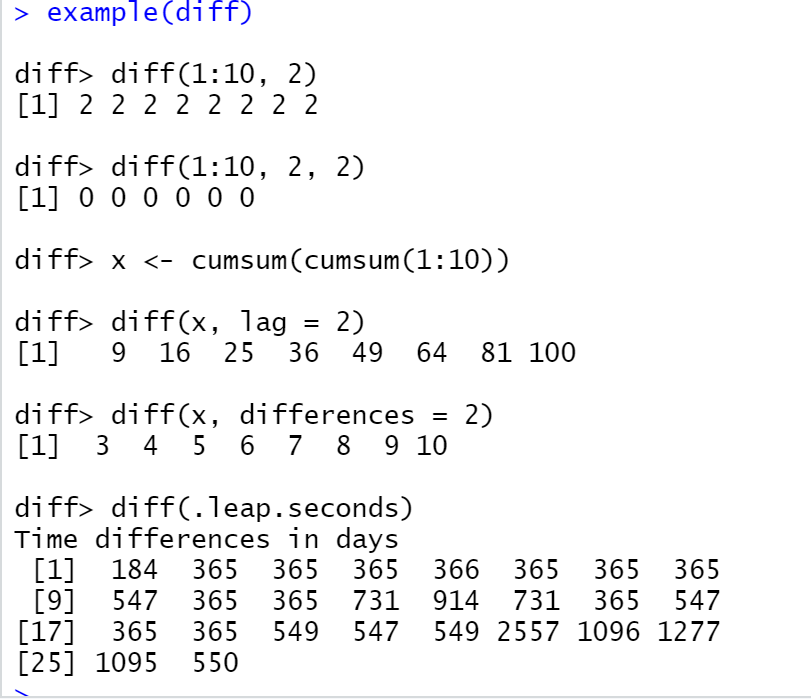 > example(diff)
diff> diff(1:10, 2)
[1] 2 2 2 2 2 2 2 2
diff> diff(1:10, 2, 2)
[1] 0 0 0 0 0 0
diff> x <- cumsum(cumsum(1:10))
diff> diff(x, lag = 2)
[1]   9  16  25  36  49  64  81 100
diff> diff(x, differences = 2)
[1]  3  4  5  6  7  8  9 10
diff> diff(.leap.seconds)
Time differences in days
 [1]  184  365  365  365  366  365  365  365
 [9]  547  365  365  731  914  731  365  547
[17]  365  365  549  547  549 2557 1096 1277
[25] 1095  550
>